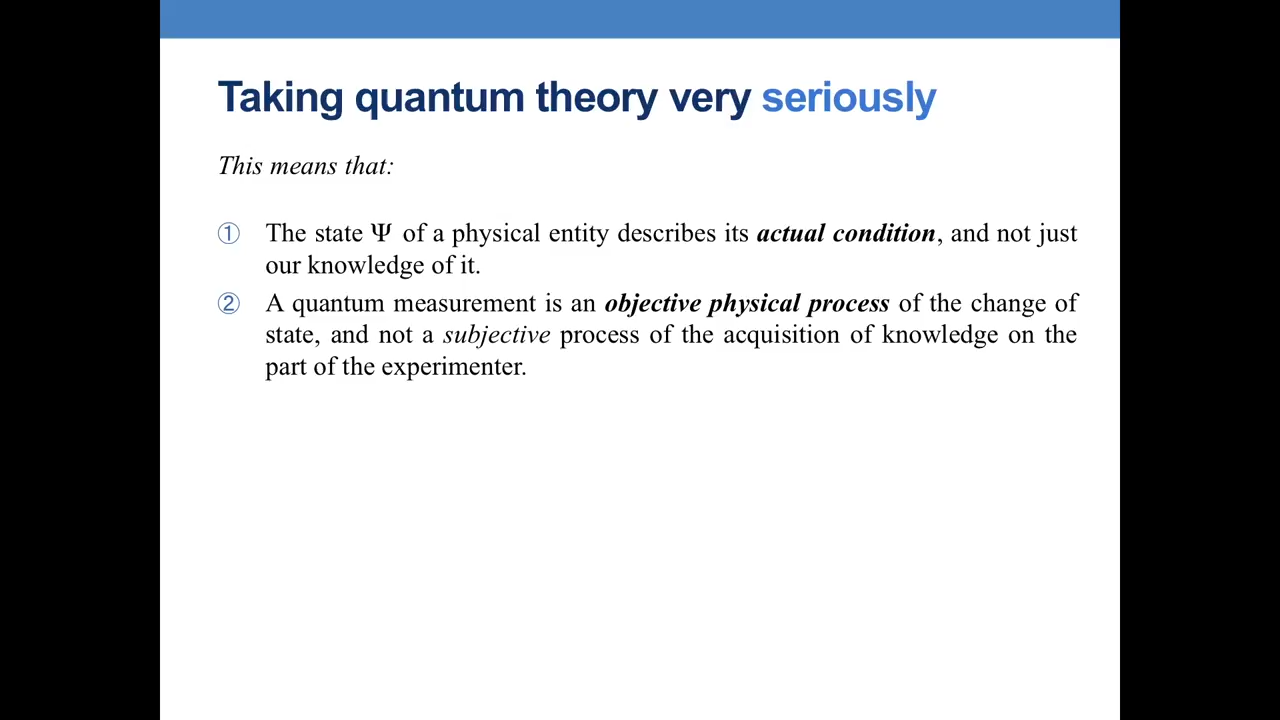 Taking quantum theory very seriously
This means that:
① The state Ψ of a physical entity describes its actual condition, and not just
our knowledge of it.
② A quantum measurement is an objective physical process of the change of
state, and not a subjective process of the acquisition of knowledge on the
part of the experimenter.